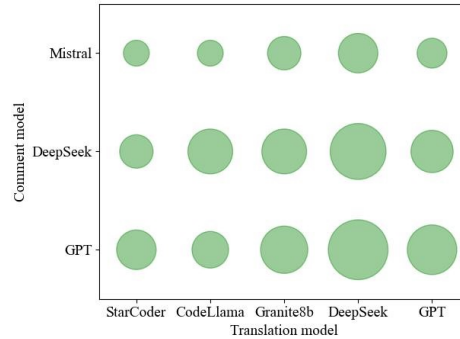 Mistral
DeepSeek
GPT
Comment model
StarCoder CodeLlama Granite8b DeepSeek GPT
Translation model